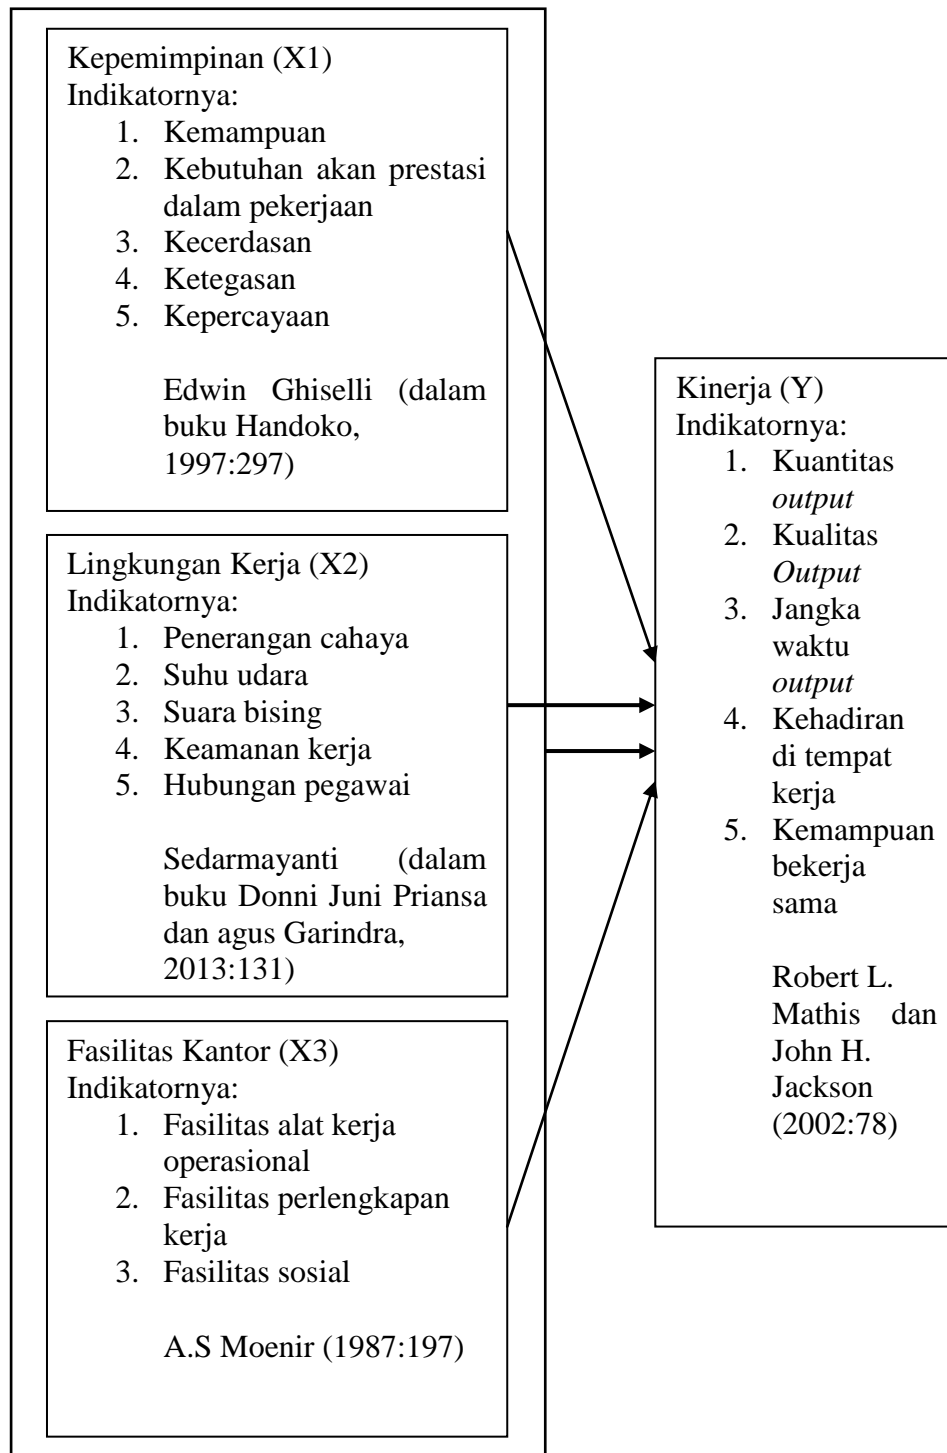 Kepemimpinan (X1)
Indikatornya:
1. Kemampuan
2. Kebutuhan akan prestasi
dalam pekerjaan
3. Kecerdasan
4. Ketegasan
5. Kepercayaan
Edwin Ghiselli (dalam
buku Handoko,
1997:297)
Lingkungan Kerja (X2)
Indikatornya:
1. Penerangan cahaya
2. Suhu udara
3. Suara bising
4. Keamanan kerja
5. Hubungan pegawai
Sedarmayanti (dalam
buku Donni Juni Priansa
dan agus Garindra,
2013:131)
Fasilitas Kantor (X3)
Indikatornya:
1. Fasilitas alat kerja
operasional
2. Fasilitas perlengkapan
kerja
3. Fasilitas sosial
A.S Moenir (1987:197)
Kinerja (Y)
Indikatornya:
1. Kuantitas
output
2. Kualitas
Output
3. Jangka
waktu
output
4. Kehadiran
di tempat
kerja
5. Kemampuan
bekerja
sama
Robert L.
Mathis dan
John H.
Jackson
(2002:78)